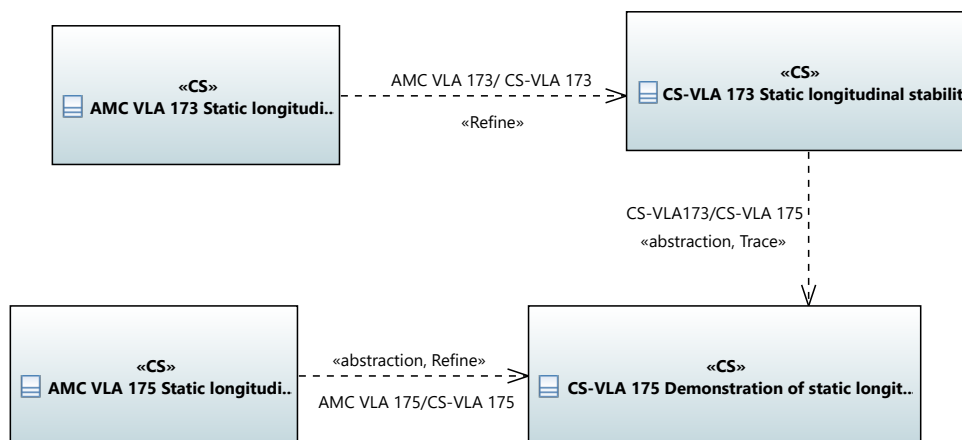 «CS»
AMC VLA 173 Static longitudi..
AMC VLA 173/ CS-VLA 173
«Refine»
«CS»
CS-VLA 173 Static longitudinal stabilit
CS-VLA173/CS-VLA 175
«abstraction, Trace»
«CS»
AMC VLA 175 Static longitudi..
«abstraction, Refine»
AMC VLA 175/CS-VLA 175
«CS»
CS-VLA 175 Demonstration of static longit...